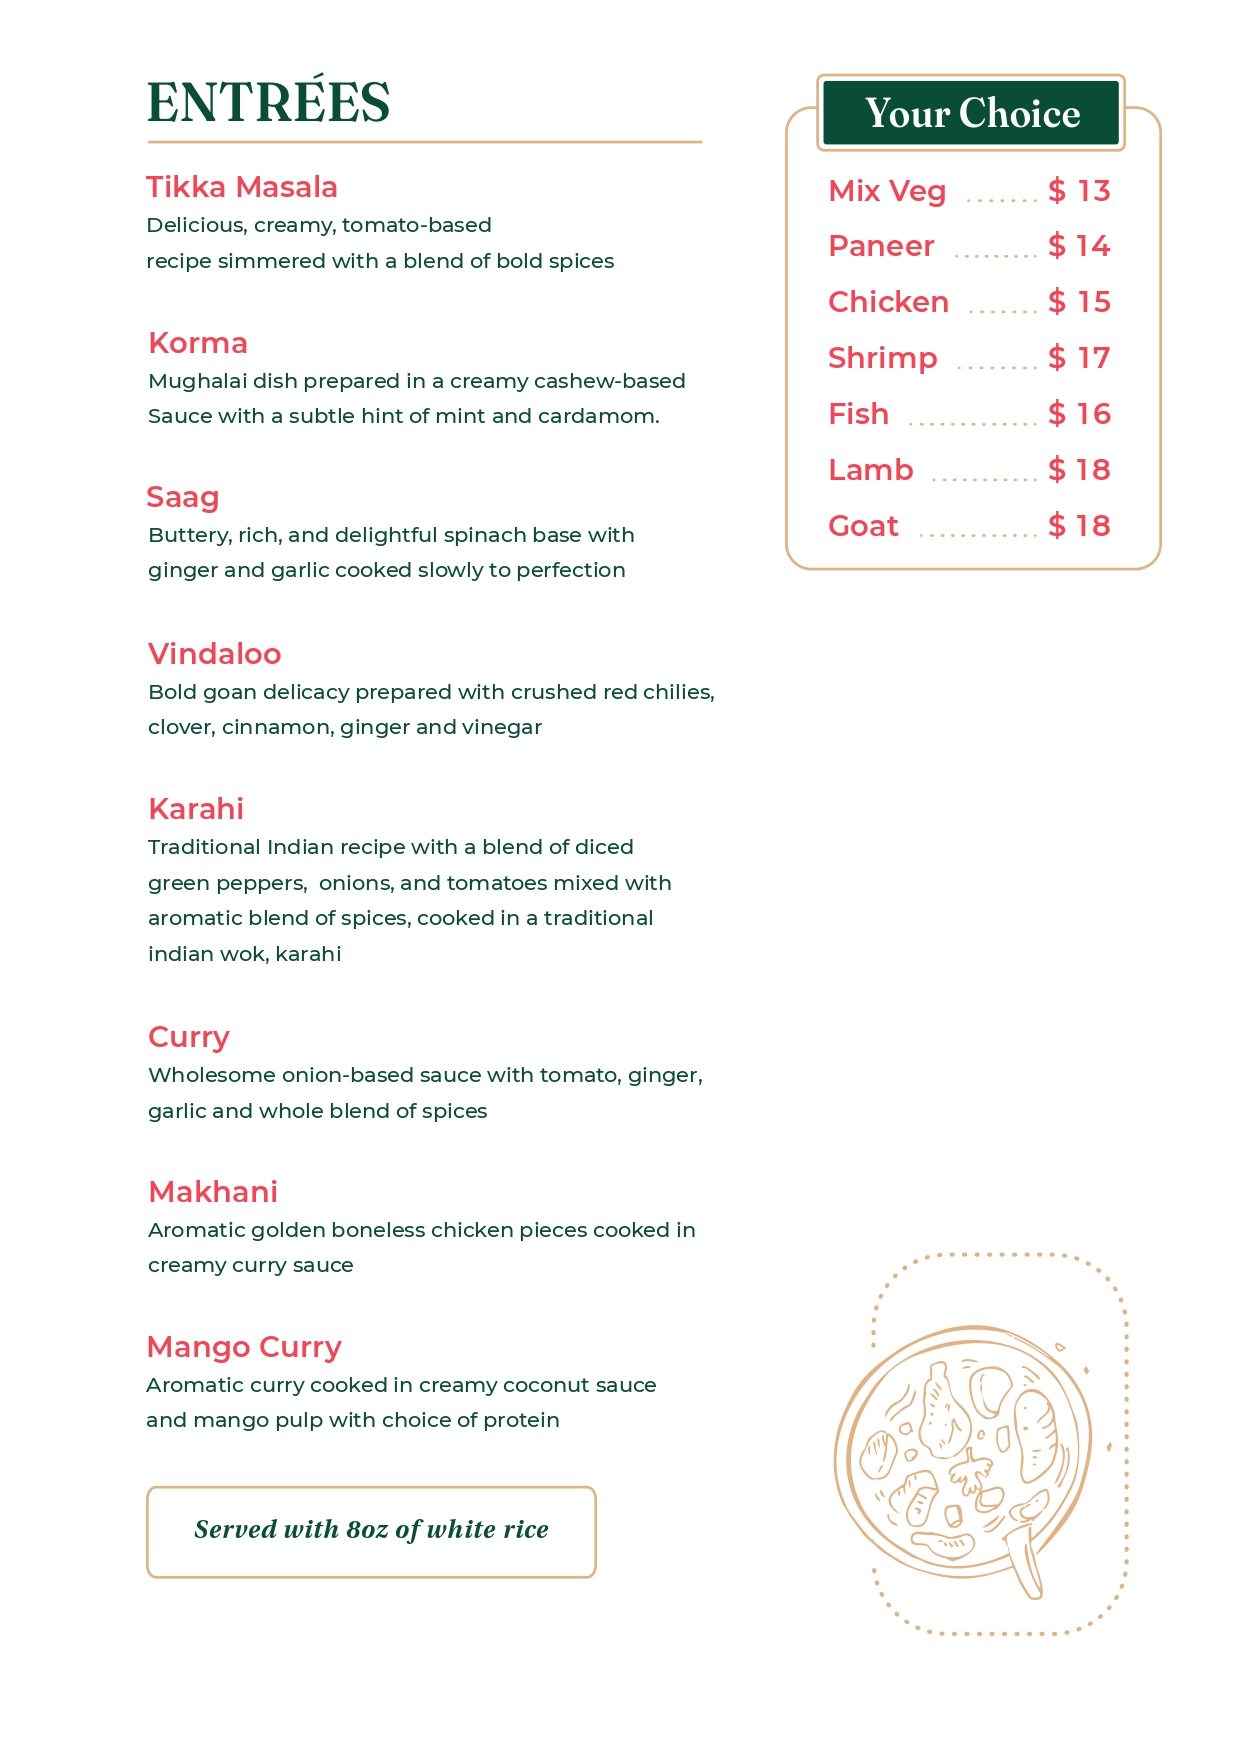 ENTRÉES
Tikka Masala
Delicious, creamy, tomato-based
recipe simmered with a blend of bold spices
Korma
Mughalai dish prepared in a creamy cashew-based
Sauce with a subtle hint of mint and cardamom.
Saag
Buttery, rich, and delightful spinach base with
ginger and garlic cooked slowly to perfection
Vindaloo
Bold goan delicacy prepared with crushed red chilies,
clover, cinnamon, ginger and vinegar
Karahi
Traditional Indian recipe with a blend of diced
green peppers,  onions, and tomatoes mixed with
aromatic blend of spices, cooked in a traditional
indian wok, karahi
Curry
Wholesome onion-based sauce with tomato, ginger,
garlic and whole blend of spices
Makhani
Aromatic golden boneless chicken pieces cooked in
creamy curry sauce
Mango Curry
Aromatic curry cooked in creamy coconut sauce
and mango pulp with choice of protein
Served with 8oz of white rice
Your Choice
Mix Veg ........ $ 13
Paneer ......... $ 14
Chicken ........ $ 15
Shrimp ......... $ 17
Fish ............. $ 16
Lamb ........... $ 18
Goat ............ $ 18